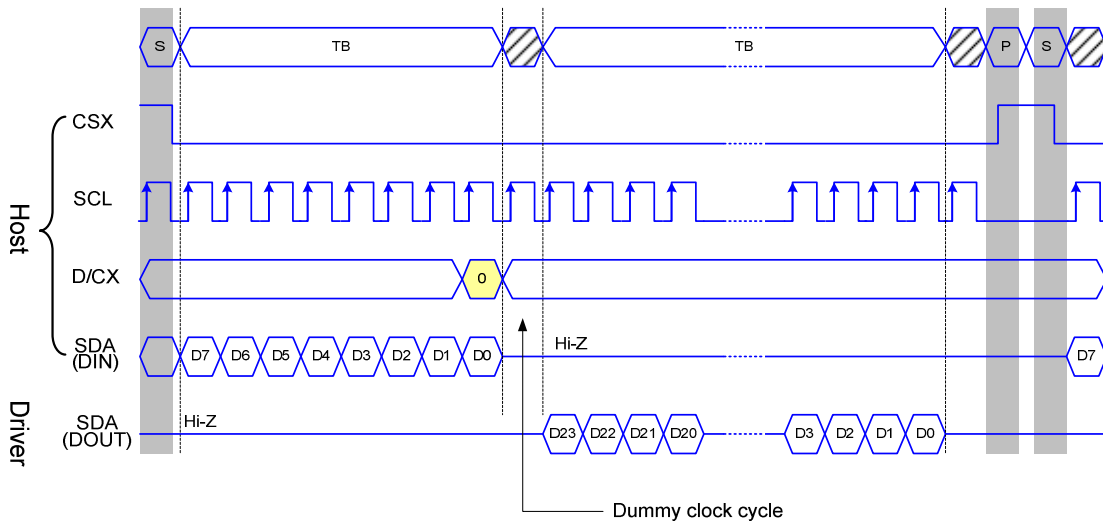 S TB TB P S
CSX
SCL
Host
D/CX 0
SDA
(DIN)
D7 D6 D5 D4 D3 D2 D1 D0 Hi-Z D7
Driver
SDA
(DOUT)
Hi-Z
D23 D22 D21 D20 D3 D2 D1 D0
Dummy clock cycle